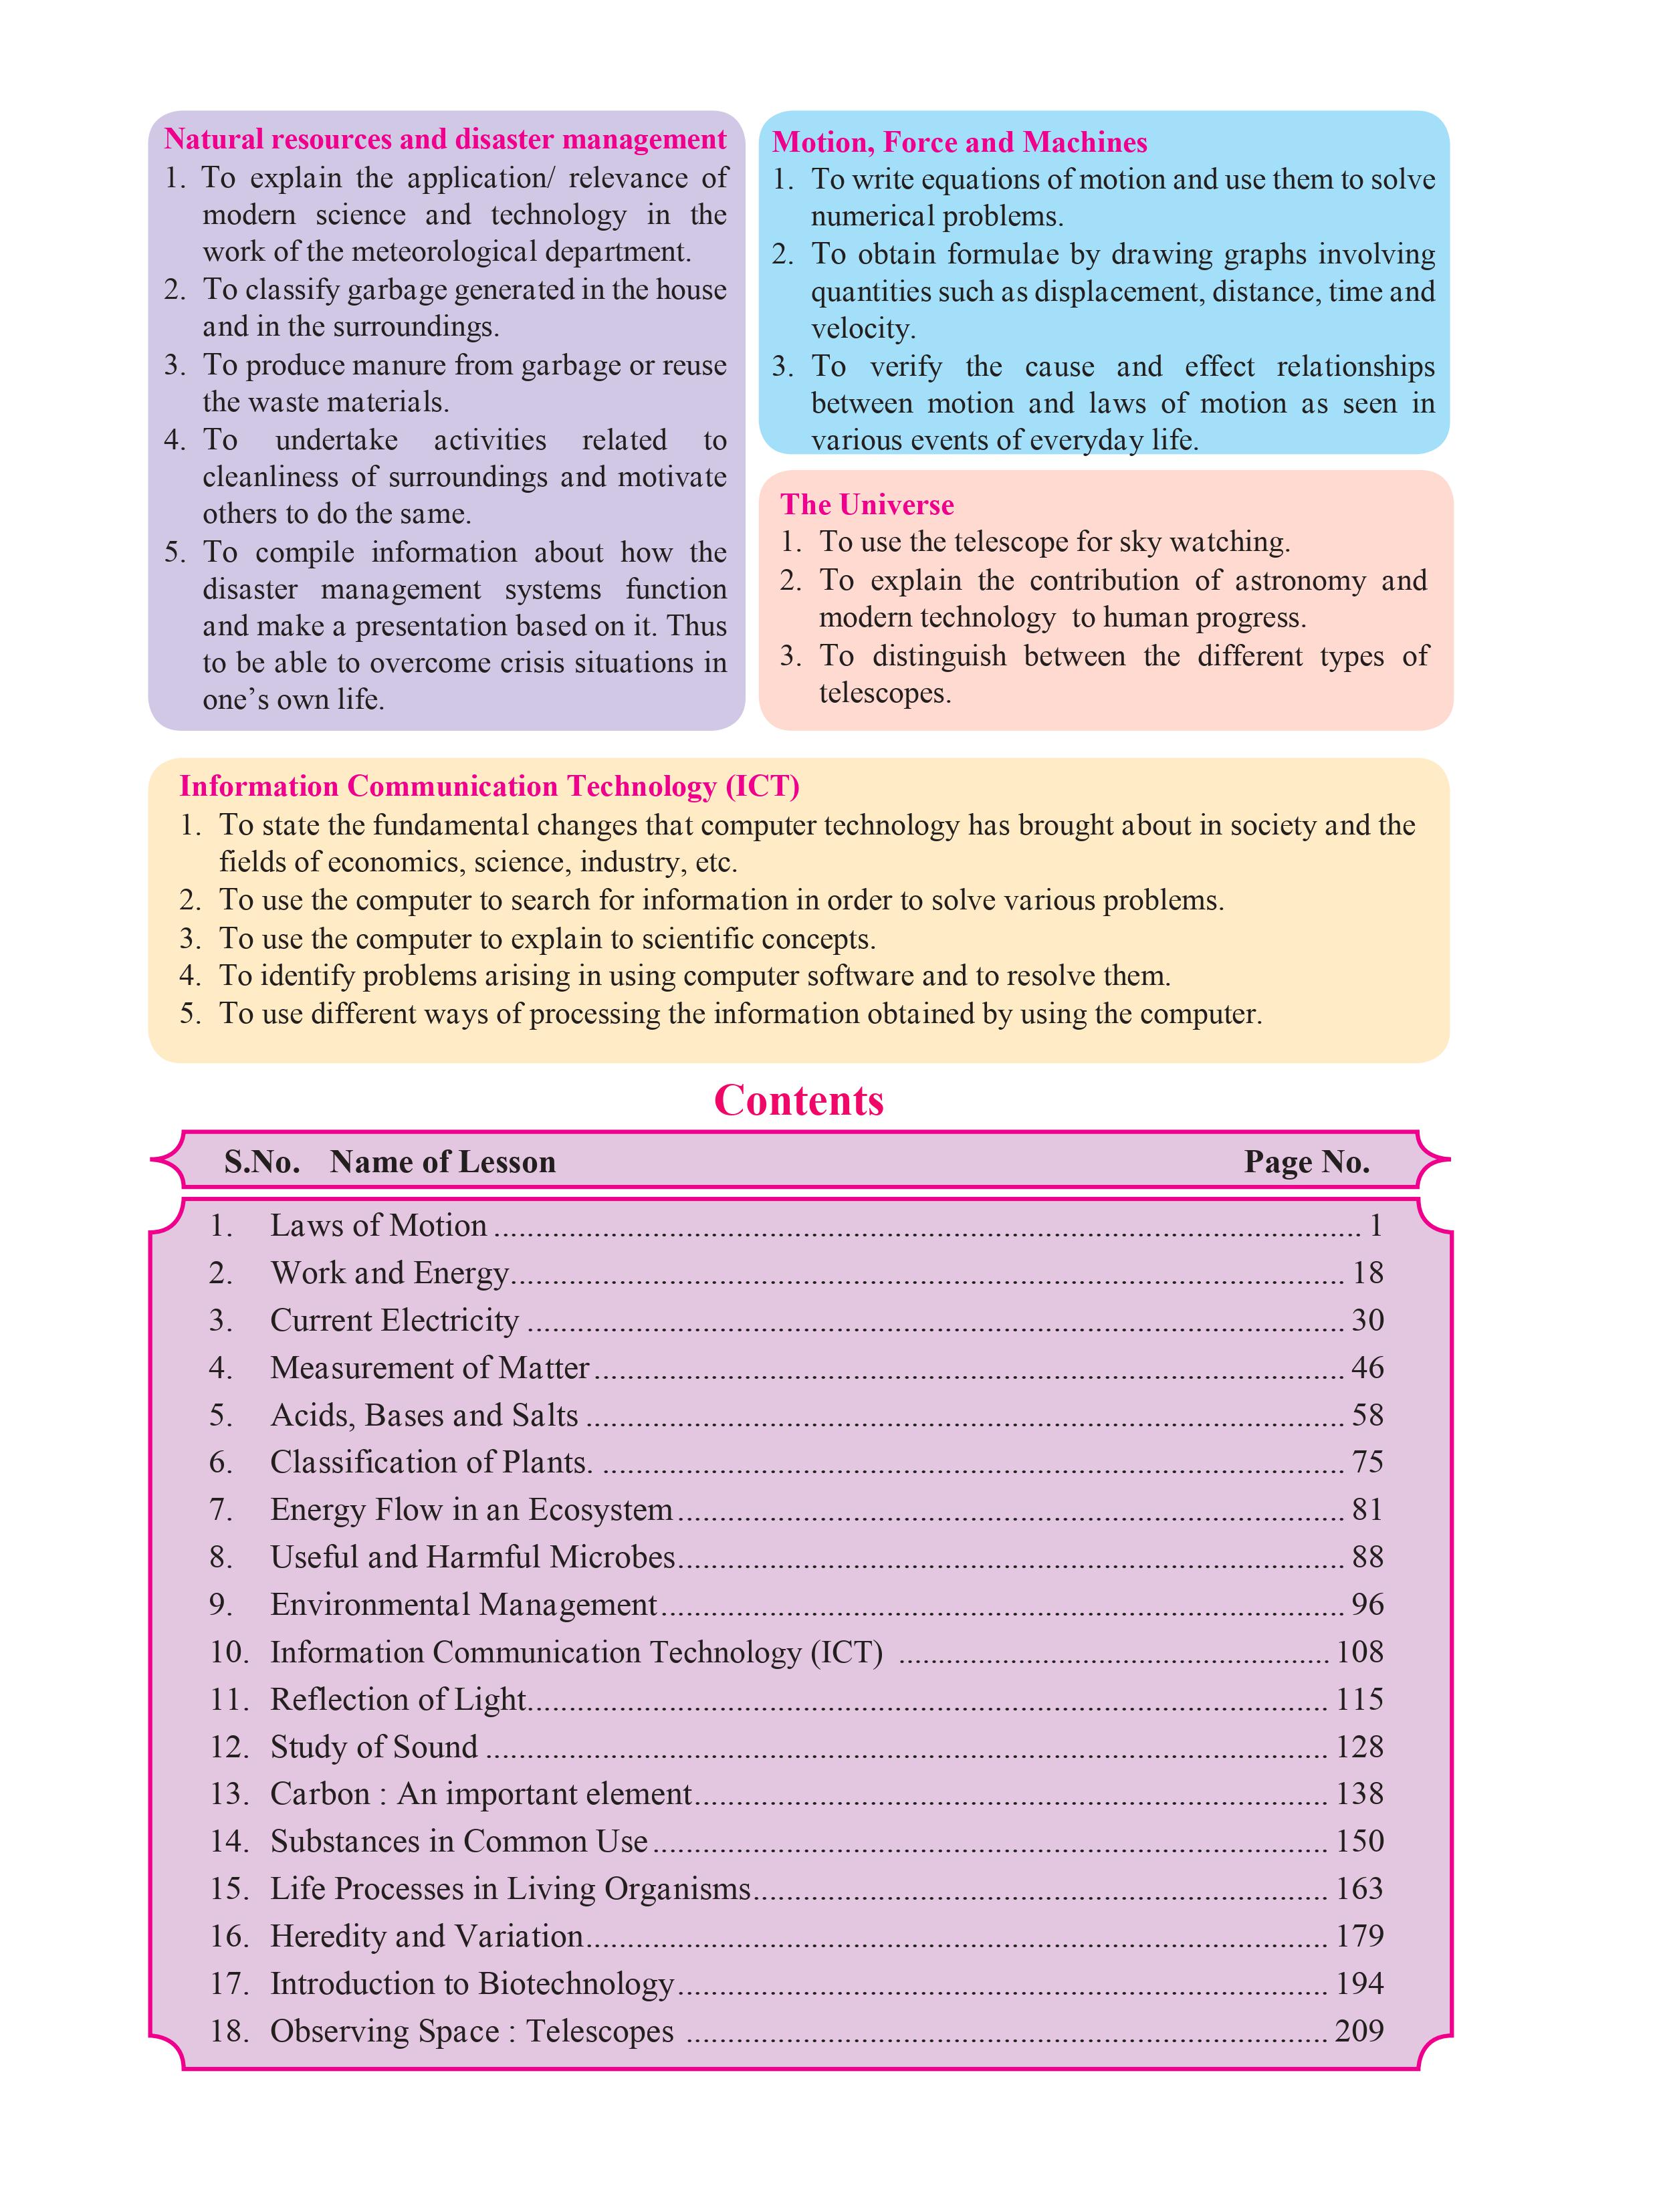 Natural resources and disaster management
1. To explain the application/ relevance of
modern science and technology in the
work of the meteorological department.
2. To classify garbage generated in the house
and in the surroundings.
3. To produce manure from garbage or reuse
the waste materials.
4. To undertake activities related to
cleanliness of surroundings and motivate
others to do the same.
5. To compile information about how the
disaster management systems function
and make a presentation based on it. Thus
to be able to overcome crisis situations in
one’s own life.
Motion, Force and Machines
1. To write equations of motion and use them to solve
numerical problems.
2. To obtain formulae by drawing graphs involving
quantities such as displacement, distance, time and
velocity.
3. To verify the cause and effect relationships
between motion and laws of motion as seen in
various events of everyday life.
The Universe
1. To use the telescope for sky watching.
2. To explain the contribution of astronomy and
modern technology to human progress.
3. To distinguish between the different types of
telescopes.
Information Communication Technology (ICT)
1. To state the fundamental changes that computer technology has brought about in society and the
fields of economics, science, industry, etc.
2. To use the computer to search for information in order to solve various problems.
3. To use the computer to explain to scientific concepts.
4. To identify problems arising in using computer software and to resolve them.
5. To use different ways of processing the information obtained by using the computer.
Contents
S.No. Name of Lesson Page No.
1. Laws of Motion ........................................ 1
2. Work and Energy........................................ 18
3. Current Electricity ........................................ 30
4. Measurement of Matter ........................................ 46
5. Acids, Bases and Salts ........................................ 58
6. Classification of Plants. ........................................ 75
7. Energy Flow in an Ecosystem ........................................ 81
8. Useful and Harmful Microbes........................................ 88
9. Environmental Management........................................ 96
10. Information Communication Technology (ICT) ........................................ 108
11. Reflection of Light........................................ 115
12. Study of Sound ........................................ 128
13. Carbon : An important element........................................ 138
14. Substances in Common Use ........................................ 150
15. Life Processes in Living Organisms........................................ 163
16. Heredity and Variation........................................ 179
17. Introduction to Biotechnology........................................ 194
18. Observing Space : Telescopes ........................................ 209